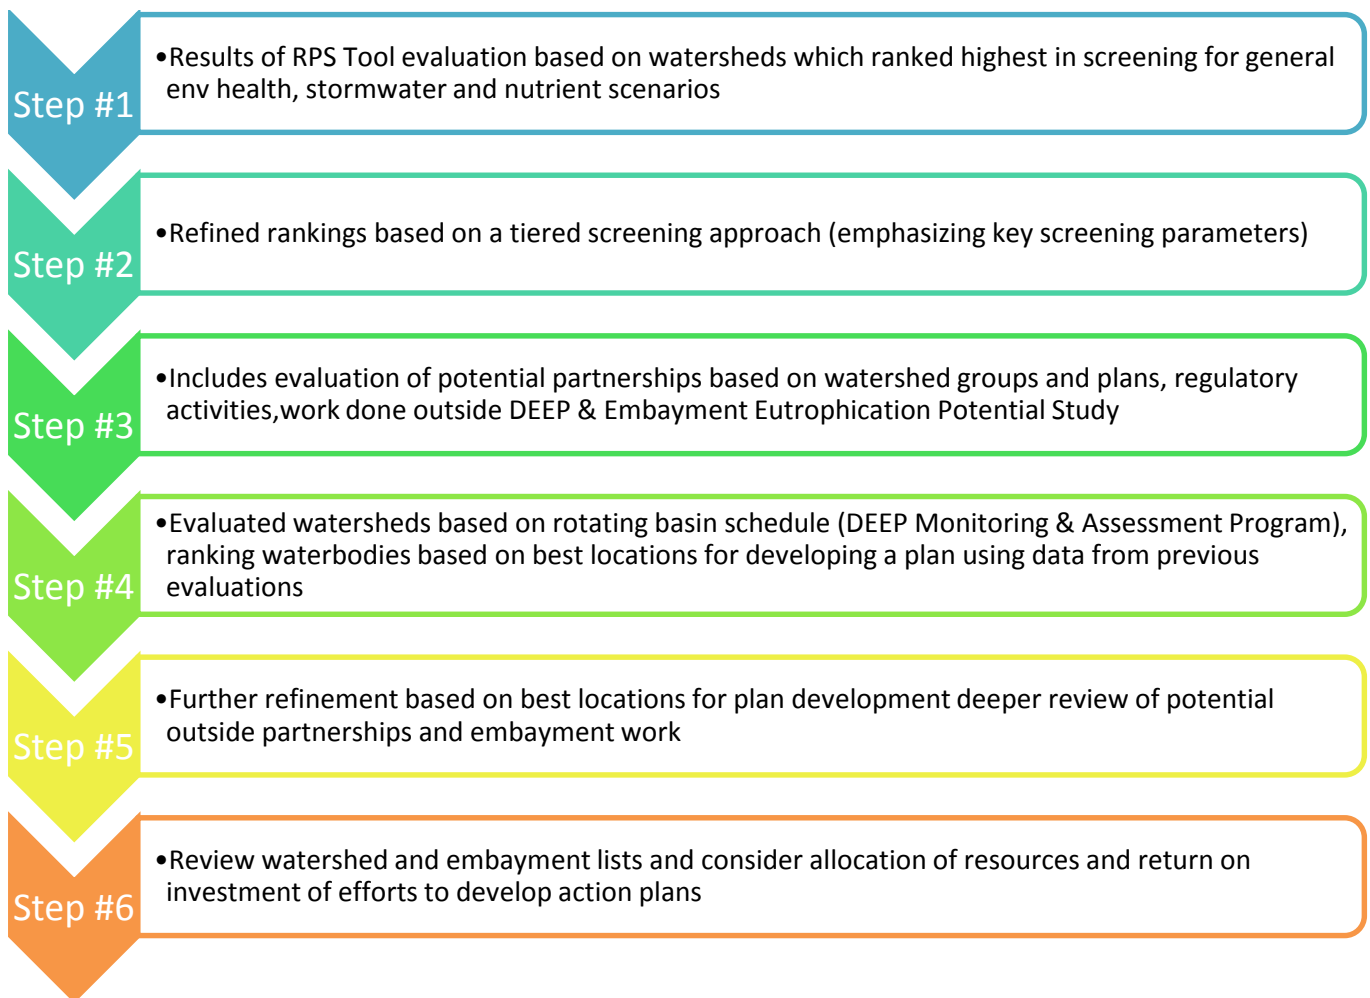 Step #1
•Results of RPS Tool evaluation based on watersheds which ranked highest in screening for general
env health, stormwater and nutrient scenarios
Step #2
•Refined rankings based on a tiered screening approach (emphasizing key screening parameters)
Step #3
•Includes evaluation of potential partnerships based on watershed groups and plans, regulatory
activities,work done outside DEEP & Embayment Eutrophication Potential Study
Step #4
•Evaluated watersheds based on rotating basin schedule (DEEP Monitoring & Assessment Program),
ranking waterbodies based on best locations for developing a plan using data from previous
evaluations
Step #5
•Further refinement based on best locations for plan development deeper review of potential
outside partnerships and embayment work
Step #6
•Review watershed and embayment lists and consider allocation of resources and return on
investment of efforts to develop action plans